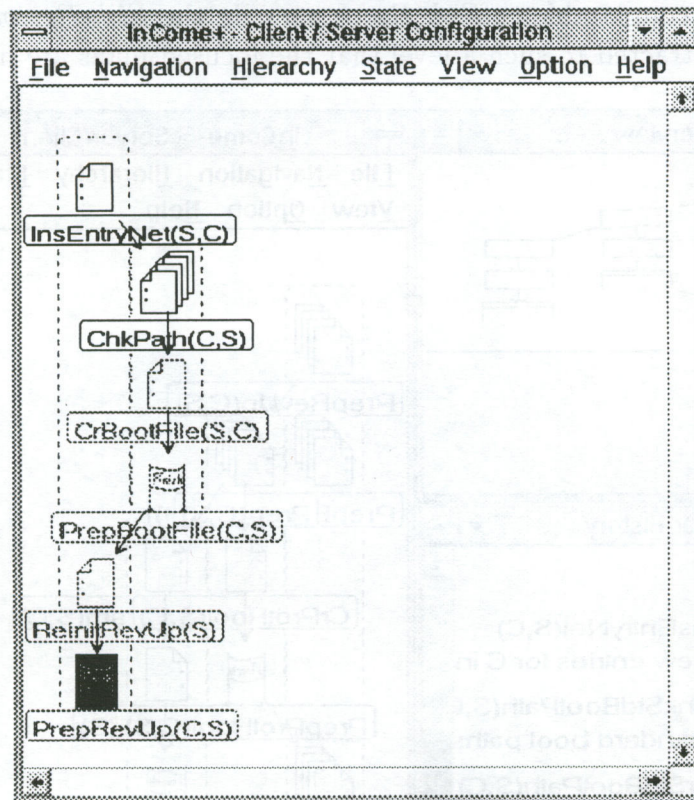 InCome+ - Client / Server Configuration
File Navigation Hierarchy State View Option Help
InsEntryNet(S,C)
ChkPath(C,S)
CrBootFile(S,C)
PrepBootFile(C,S)
ReinitRevUp(S)
PrepRevUp(C,S)